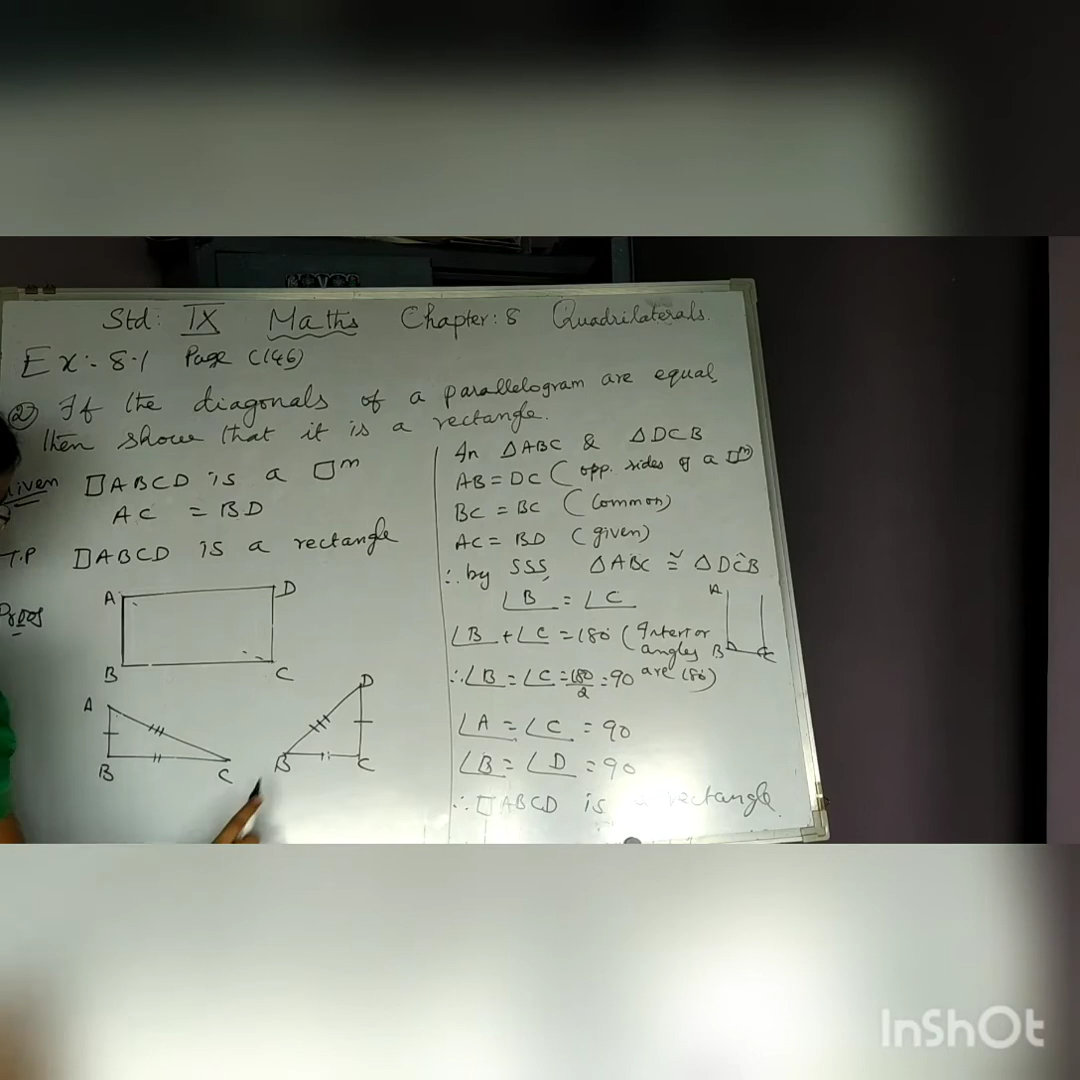 Std: IX Maths Chapter: 8 Quadrilaterals.
Ex:- 8.1 Page (146)
② If the diagonals of a parallelogram are equal,
then show that it is a rectangle.
Given □ABCD is a □m
AC = BD
T.P □ABCD is a rectangle
Proof
A D
B C
A
B C
D
B C
In △ABC & △DCB
AB = DC (opp. sides of a □m)
BC = BC (Common)
AC = BD (given)
∴ by SSS, △ABC ≅ △DCB
∠B = ∠C
∠B + ∠C = 180 (Interior
angles
are 180)
∴ ∠B = ∠C = 180/2 = 90
A
B C
∠A = ∠C = 90
∠B = ∠D = 90
∴ □ABCD is a rectangle.
InShOt